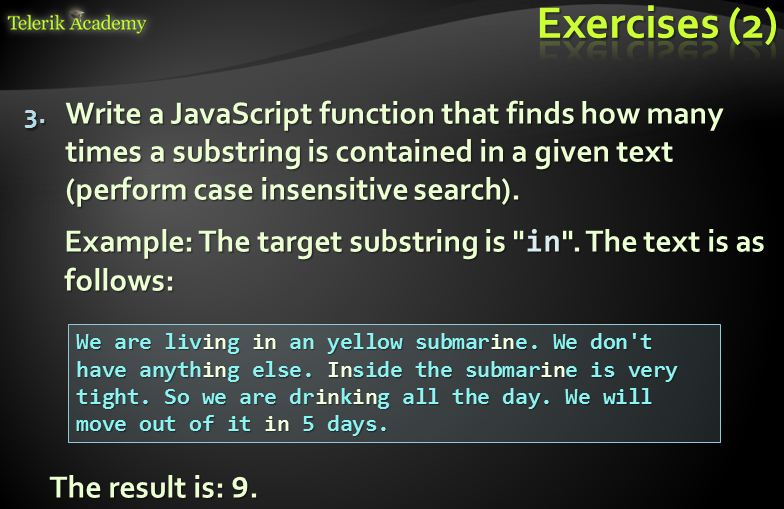 Telerik Academy
Exercises (2)
3. Write a JavaScript function that finds how many
times a substring is contained in a given text
(perform case insensitive search).
Example: The target substring is "in". The text is as
follows:
We are living in an yellow submarine. We don't
have anything else. Inside the submarine is very
tight. So we are drinking all the day. We will
move out of it in 5 days.
The result is: 9.